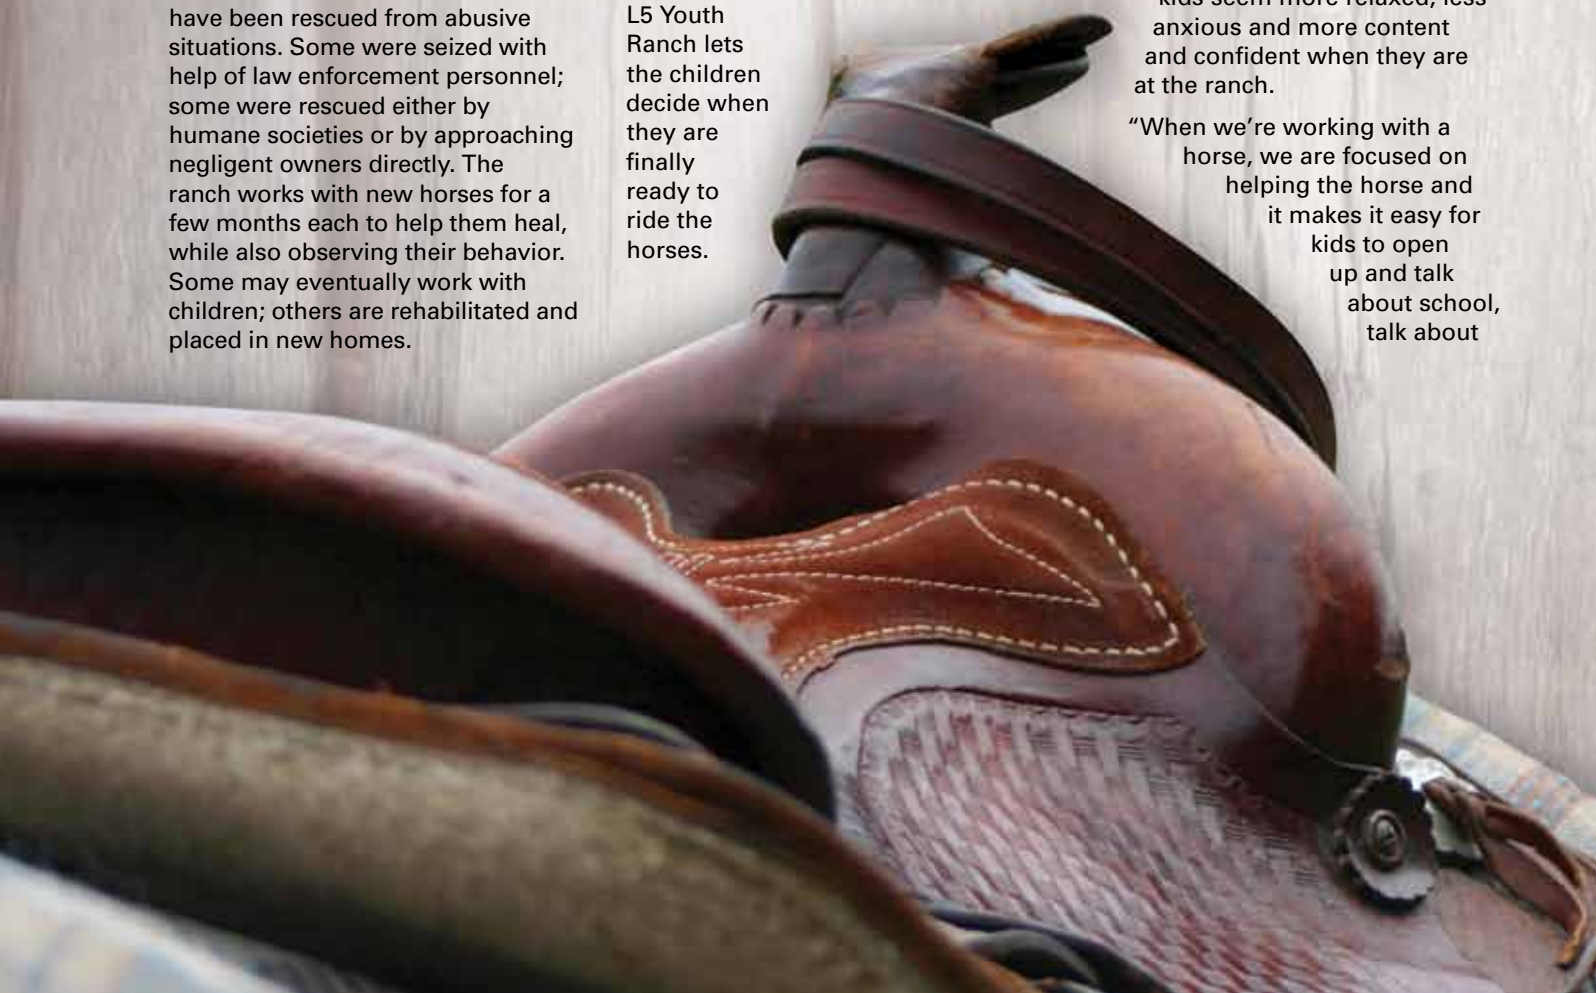 have been rescued from abusive
situations. Some were seized with
help of law enforcement personnel;
some were rescued either by
humane societies or by approaching
negligent owners directly. The
ranch works with new horses for a
few months each to help them heal,
while also observing their behavior.
Some may eventually work with
children; others are rehabilitated and
placed in new homes.
L5 Youth
Ranch lets
the children
decide when
they are
finally
ready to
ride the
horses.
kids seem more relaxed, less
anxious and more content
and confident when they are
at the ranch.
“When we’re working with a
horse, we are focused on
helping the horse and
it makes it easy for
kids to open
up and talk
about school,
talk about